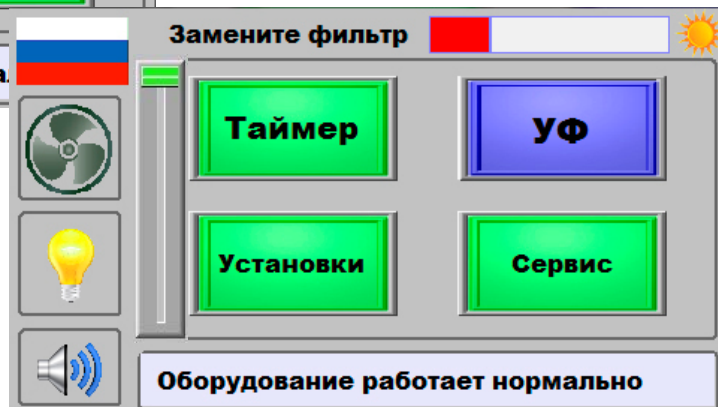 Замените фильтр
Таймер
УФ
Установки
Сервис
Оборудование работает нормально